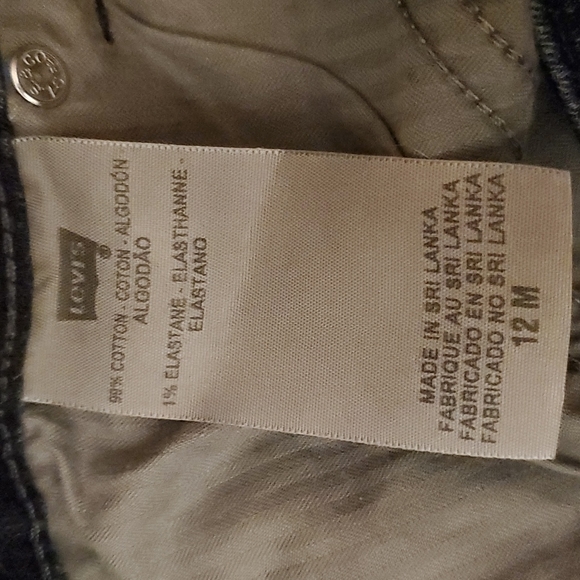 LEVI'S
®
99% COTTON - COTON - ALGODÓN
ALGODÃO
1% ELASTANE - ELASTHANNE -
ELASTANO
MADE IN SRI LANKA
FABRIQUE AU SRI LANKA
FABRICADO EN SRI LANKA
FABRICADO NO SRI LANKA
12 M